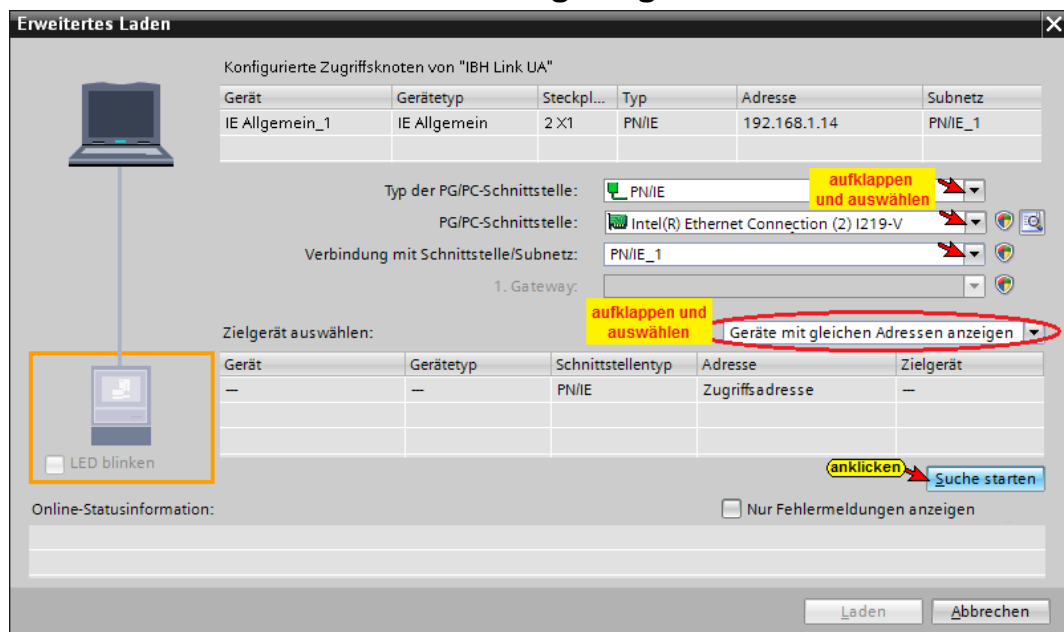 Erweitertes Laden
Konfigurierte Zugriffsknoten von "IBH Link UA"
Gerät Gerätetyp Steckpl... Typ Adresse Subnetz
IE Allgemein_1 IE Allgemein 2 X1 PN/IE 192.168.1.14 PN/IE_1
Typ der PG/PC-Schnittstelle: PN/IE aufklappen
und auswählen
PG/PC-Schnittstelle: Intel(R) Ethernet Connection (2) I219-V
Verbindung mit Schnittstelle/Subnetz: PN/IE_1
1. Gateway:
aufklappen und
auswählen
Zielgerät auswählen: Geräte mit gleichen Adressen anzeigen
Gerät Gerätetyp Schnittstellentyp Adresse Zielgerät
— — PN/IE Zugriffsadresse —
LED blinken
anklicken Suche starten
Online-Statusinformation: Nur Fehlermeldungen anzeigen
Laden Abbrechen